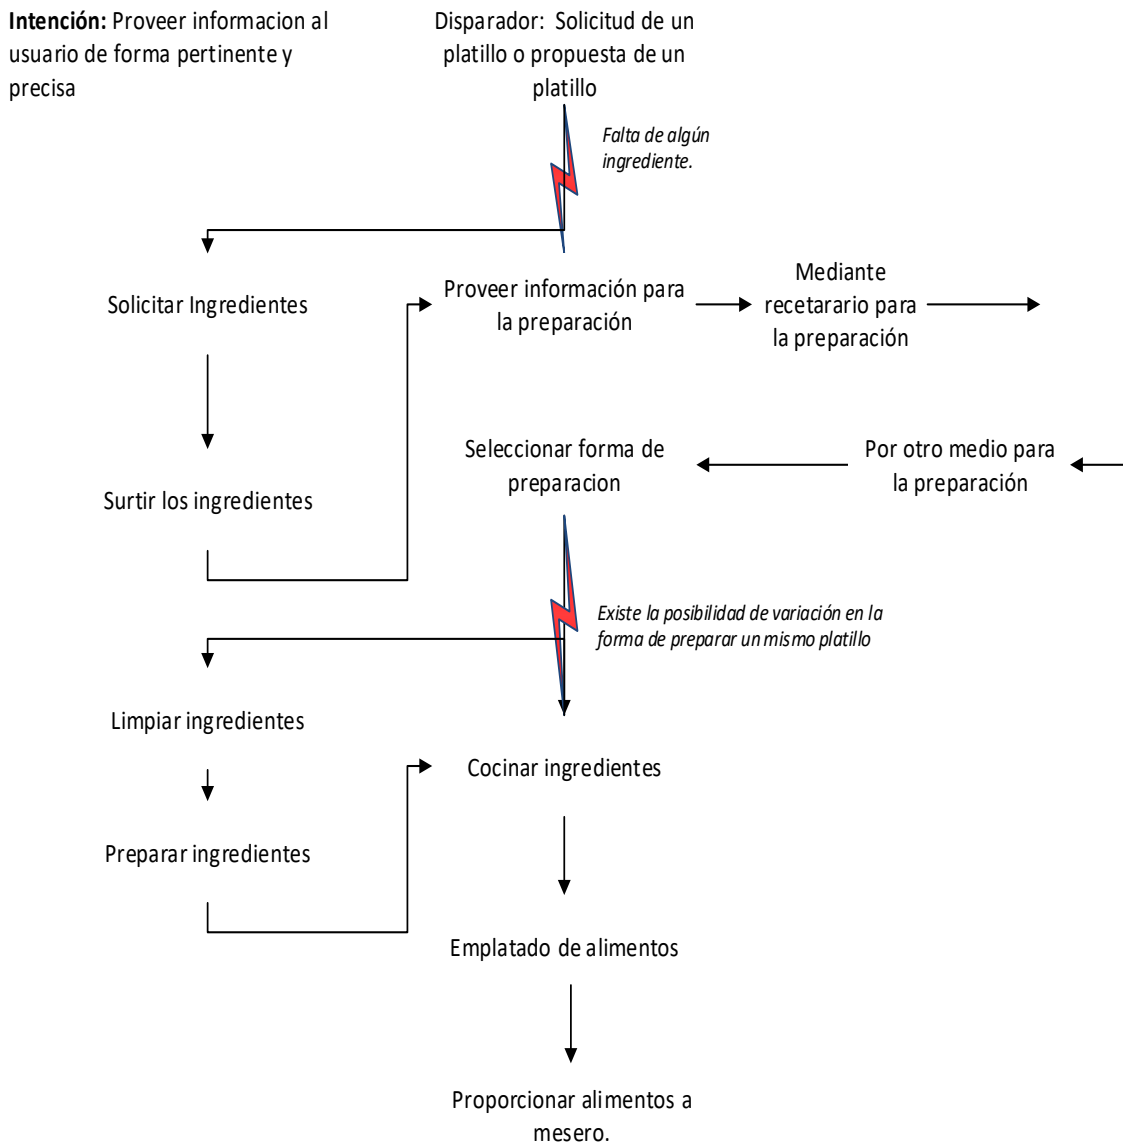 Intención: Proveer informacion al
usuario de forma pertinente y
precisa
Disparador: Solicitud de un
platillo o propuesta de un
platillo
Falta de algún
ingrediente.
Solicitar Ingredientes
Proveer información para
la preparación
Mediante
recetarario para
la preparación
Surtir los ingredientes
Seleccionar forma de
preparacion
Por otro medio para
la preparación
Existe la posibilidad de variación en la
forma de preparar un mismo platillo
Limpiar ingredientes
Preparar ingredientes
Cocinar ingredientes
Emplatado de alimentos
Proporcionar alimentos a
mesero.